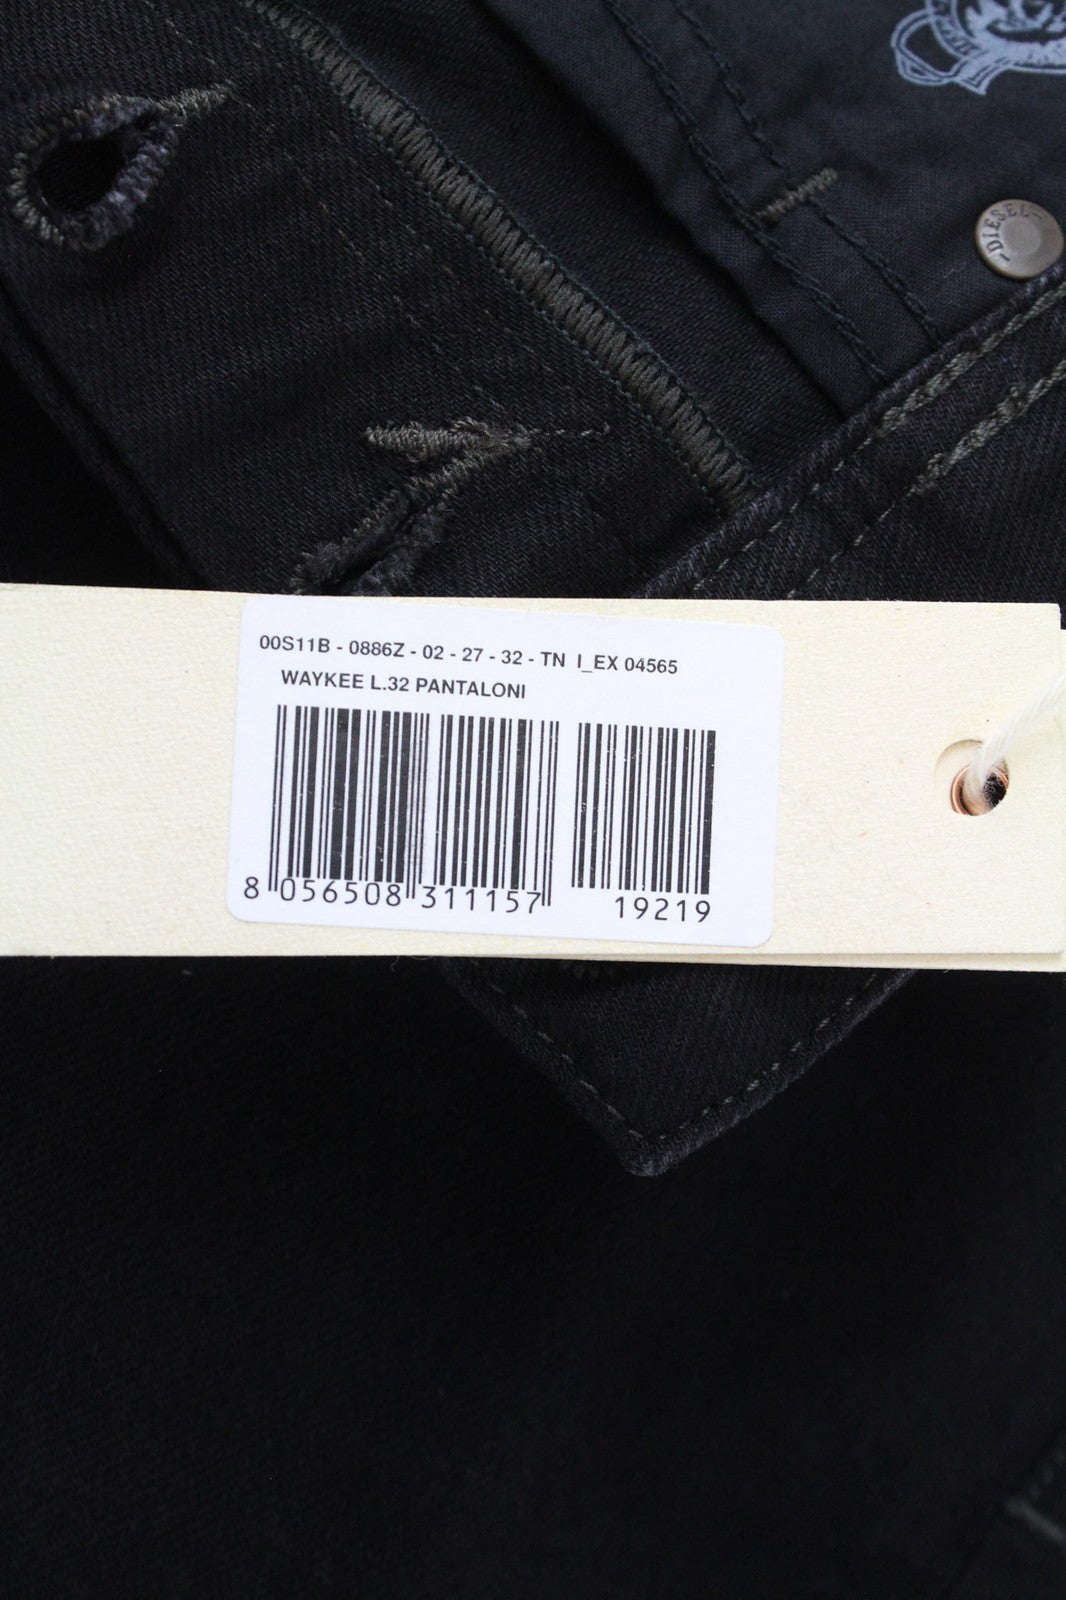 DIESEL
00S11B - 0886Z - 02 - 27 - 32 - TN I_EX 04565
WAYKEE L.32 PANTALONI
8 056508 311157
19219